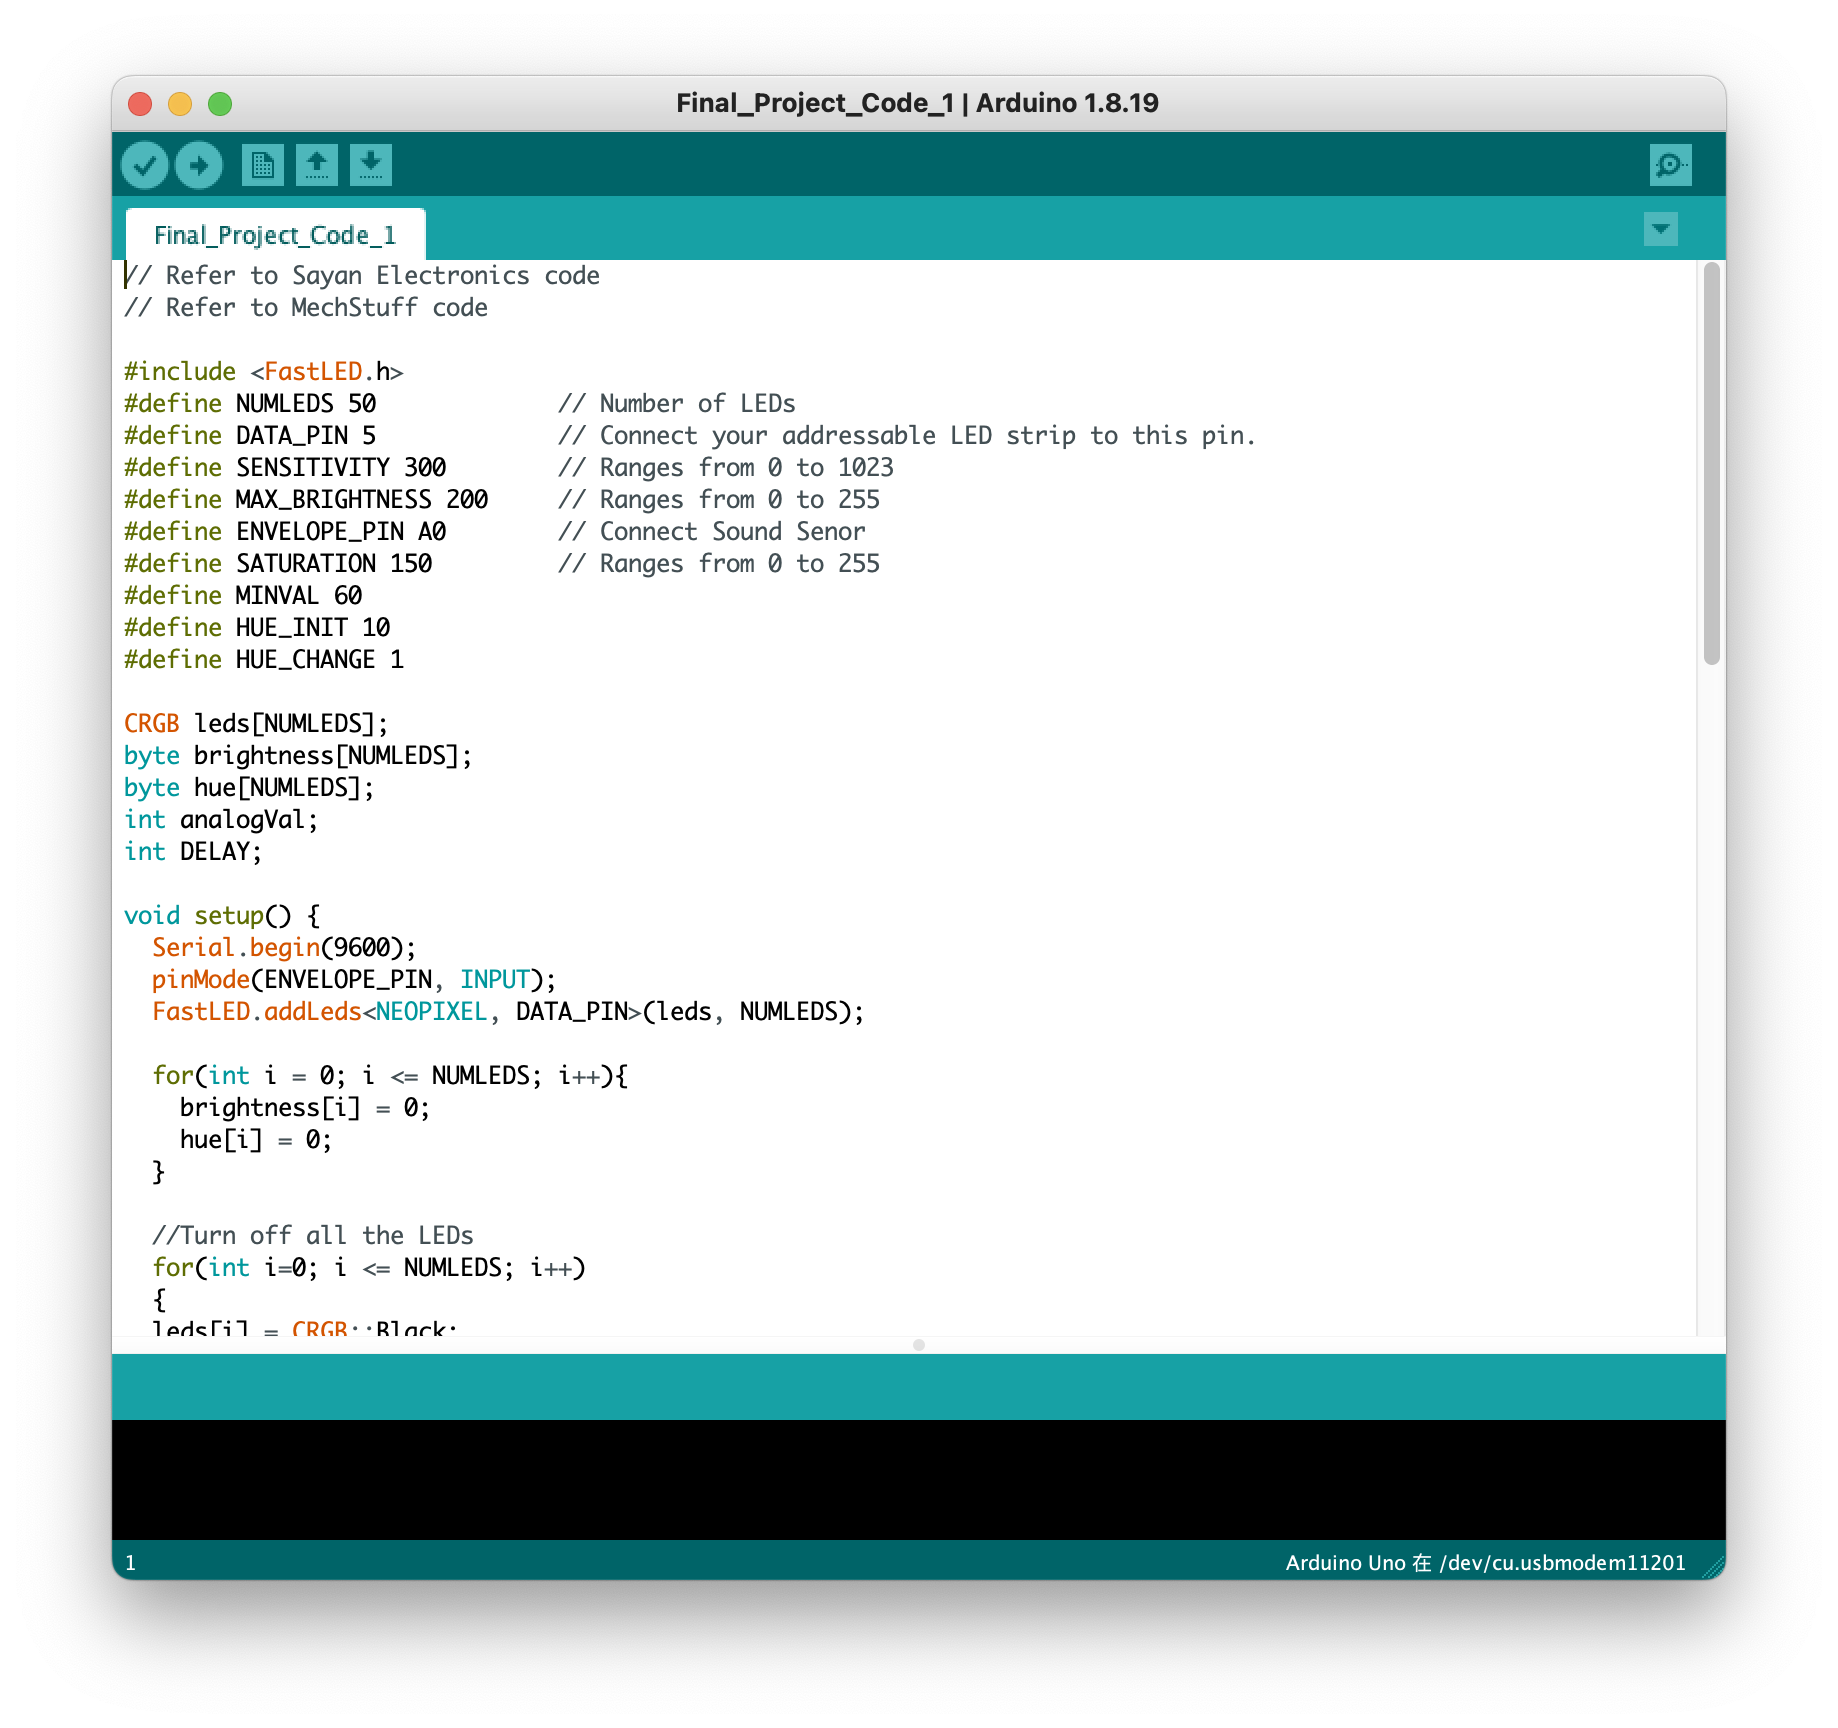 Final_Project_Code_1 | Arduino 1.8.19
Final_Project_Code_1
// Refer to Sayan Electronics code
// Refer to MechStuff code
#include <FastLED.h>
#define NUMLEDS 50             // Number of LEDs
#define DATA_PIN 5             // Connect your addressable LED strip to this pin.
#define SENSITIVITY 300        // Ranges from 0 to 1023
#define MAX_BRIGHTNESS 200     // Ranges from 0 to 255
#define ENVELOPE_PIN A0        // Connect Sound Senor
#define SATURATION 150         // Ranges from 0 to 255
#define MINVAL 60
#define HUE_INIT 10
#define HUE_CHANGE 1
CRGB leds[NUMLEDS];
byte brightness[NUMLEDS];
byte hue[NUMLEDS];
int analogVal;
int DELAY;
void setup() {
  Serial.begin(9600);
  pinMode(ENVELOPE_PIN, INPUT);
  FastLED.addLeds<NEOPIXEL, DATA_PIN>(leds, NUMLEDS);
  for(int i = 0; i <= NUMLEDS; i++){
    brightness[i] = 0;
    hue[i] = 0;
  }
  //Turn off all the LEDs
  for(int i=0; i <= NUMLEDS; i++)
  {
  leds[i] = CRGB::Black;
1
Arduino Uno 在 /dev/cu.usbmodem11201